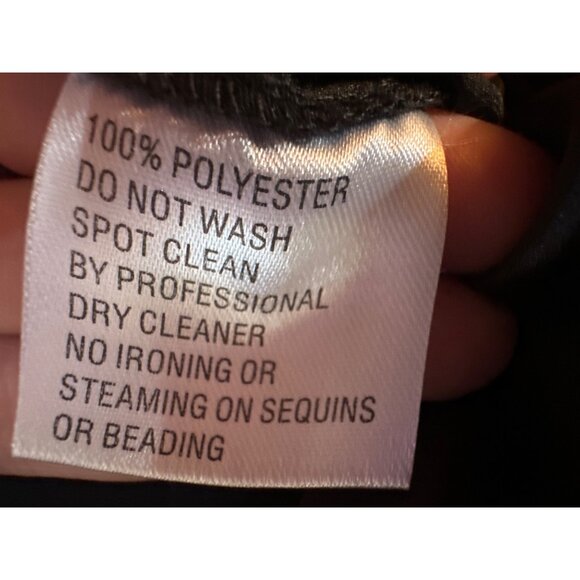 100% POLYESTER
DO NOT WASH
SPOT CLEAN
BY PROFESSIONAL
DRY CLEANER
NO IRONING OR
STEAMING ON SEQUINS
OR BEADING